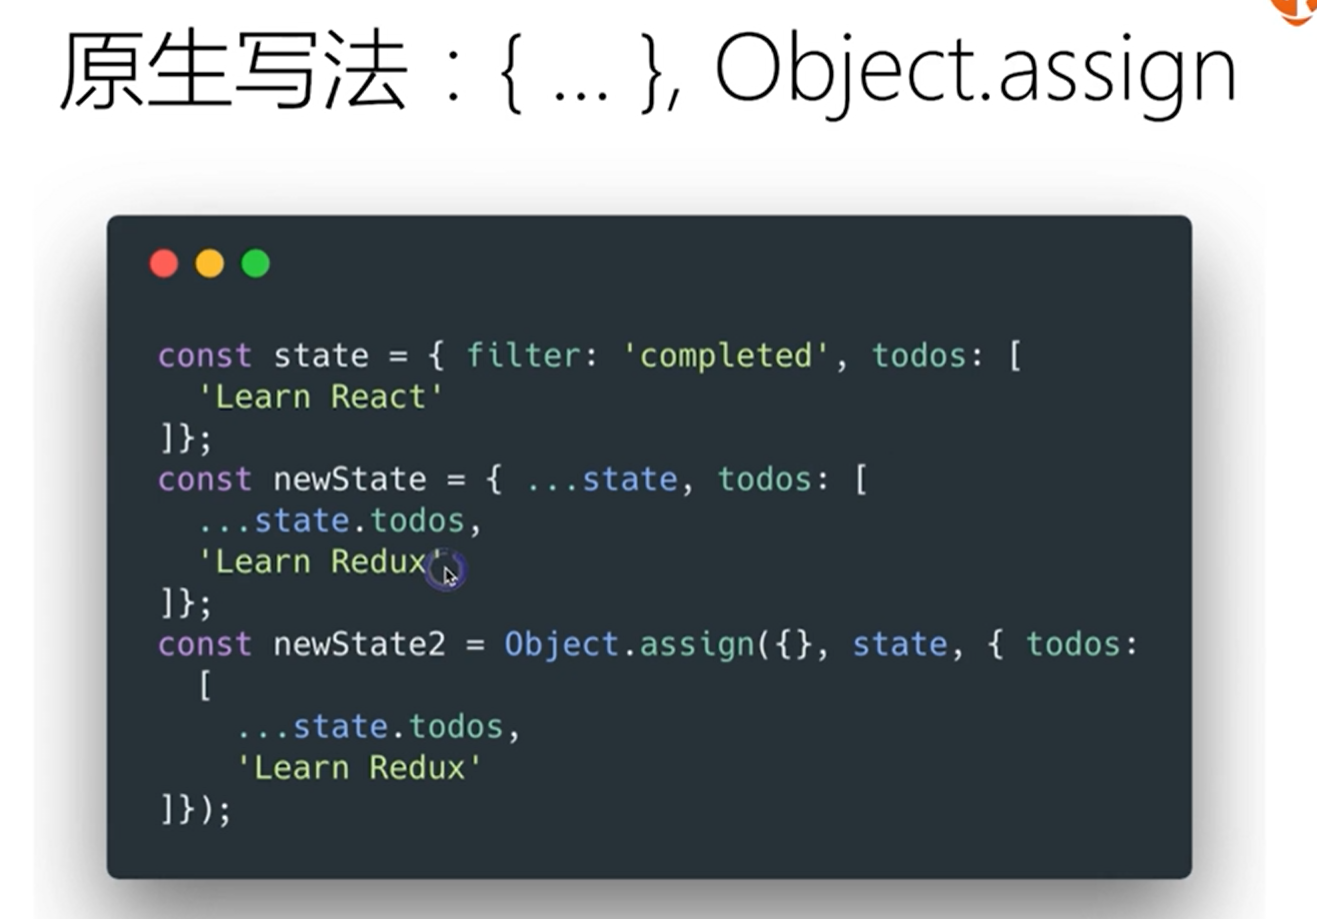 原生写法：{ ... }, Object.assign
const state = { filter: 'completed', todos: [
  'Learn React'
]};
const newState = { ...state, todos: [
  ...state.todos,
  'Learn Redux'
]};
const newState2 = Object.assign({}, state, { todos:
  [
    ...state.todos,
    'Learn Redux'
]});